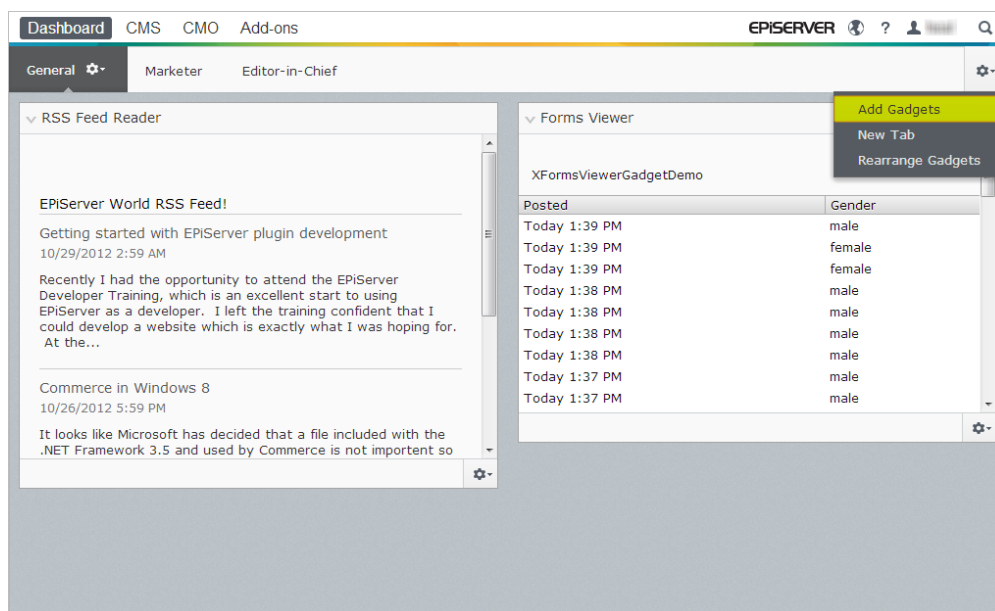 Dashboard CMS CMO Add-ons EPiSERVER ?
General Marketer Editor-in-Chief
Add Gadgets
New Tab
Rearrange Gadgets
RSS Feed Reader
EPiServer World RSS Feed!
Getting started with EPiServer plugin development
10/29/2012 2:59 AM
Recently I had the opportunity to attend the EPiServer
Developer Training, which is an excellent start to using
EPiServer as a developer. I left the training confident that I
could develop a website which is exactly what I was hoping for.
At the...
Commerce in Windows 8
10/26/2012 5:59 PM
It looks like Microsoft has decided that a file included with the
.NET Framework 3.5 and used by Commerce is not importent so
Forms Viewer
XFormsViewerGadgetDemo
Posted Gender
Today 1:39 PM male
Today 1:39 PM female
Today 1:39 PM female
Today 1:38 PM male
Today 1:38 PM male
Today 1:38 PM male
Today 1:38 PM male
Today 1:37 PM male
Today 1:37 PM male